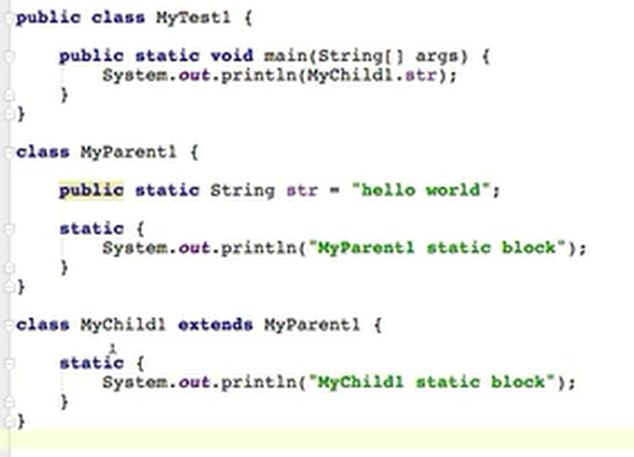 public class MyTest1 {
public static void main(String[] args) {
System.out.println(MyChild1.str);
}
}
class MyParent1 {
public static String str = "hello world";
static {
System.out.println("MyParent1 static block");
}
}
class MyChild1 extends MyParent1 {
static {
System.out.println("MyChild1 static block");
}
}